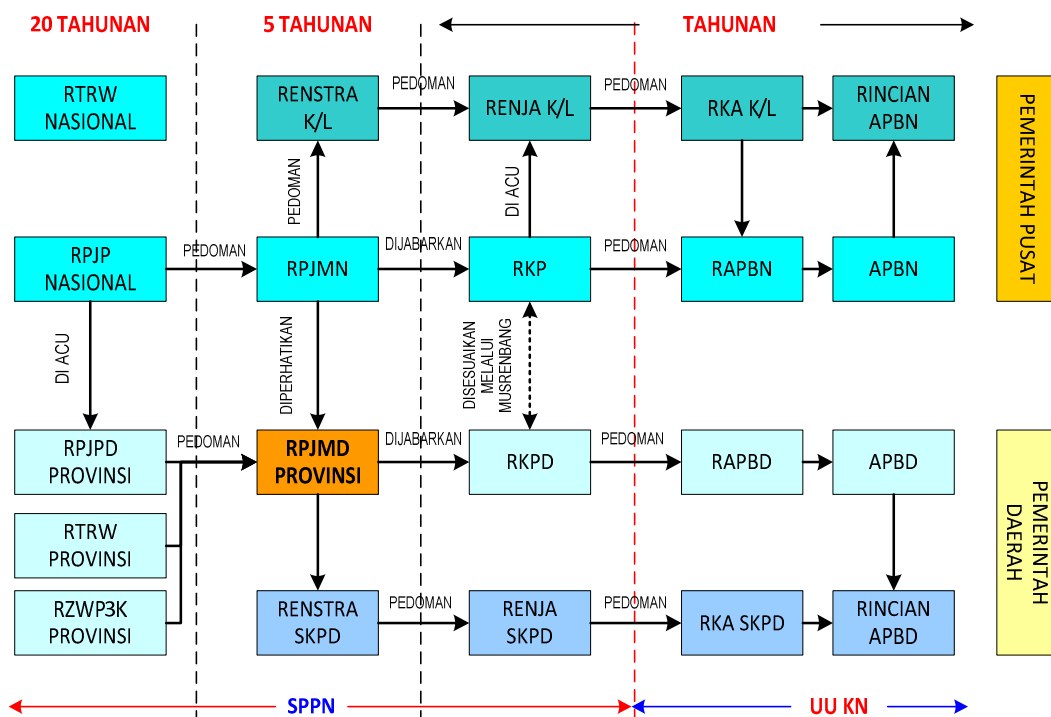 20 TAHUNAN
5 TAHUNAN
TAHUNAN
RTRW
NASIONAL
RENSTRA
K/L
PEDOMAN
RENJA K/L
PEDOMAN
RKA K/L
RINCIAN
APBN
PEMERINTAH PUSAT
PEDOMAN
DI ACU
RPJP
NASIONAL
PEDOMAN
RPJMN
DIJABARKAN
RKP
PEDOMAN
RAPBN
APBN
DI ACU
DIPERHATIKAN
DISESUAIKAN
MELALUI
MUSRENBANG
RPJPD
PROVINSI
PEDOMAN
RPJMD
PROVINSI
DIJABARKAN
RKPD
PEDOMAN
RAPBD
APBD
PEMERINTAH
DAERAH
RTRW
PROVINSI
RZWP3K
PROVINSI
RENSTRA
SKPD
PEDOMAN
RENJA
SKPD
PEDOMAN
RKA SKPD
RINCIAN
APBD
SPPN
UU KN